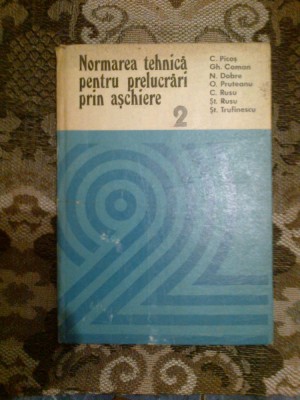 Normarea tehnică
pentru prelucrări
prin așchiere
2
C. Picoș
Gh. Coman
N. Dobre
O. Pruteanu
C. Rusu
Șt. Rusu
Șt. Trufinescu